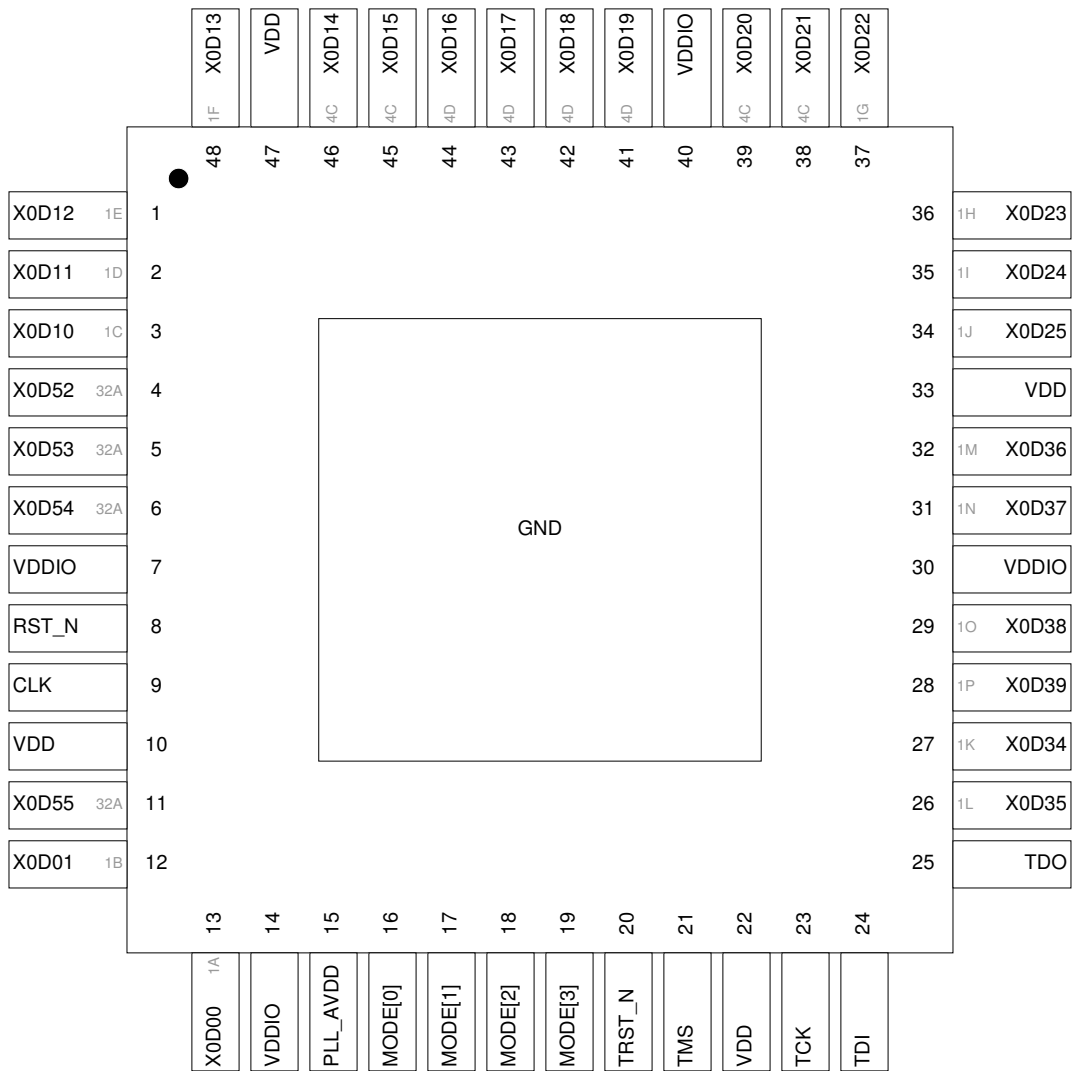 X0D13 VDD X0D14 X0D15 X0D16 X0D17 X0D18 X0D19 VDDIO X0D20 X0D21 X0D22
1F 4C 4C 4D 4D 4D 4D 4C 4C 1G
48 47 46 45 44 43 42 41 40 39 38 37
X0D12 1E 1 36 1H X0D23
X0D11 1D 2 35 1I X0D24
X0D10 1C 3 34 1J X0D25
X0D52 32A 4 33 VDD
X0D53 32A 5 32 1M X0D36
X0D54 32A 6 31 1N X0D37
GND
VDDIO 7 30 VDDIO
RST_N 8 29 1O X0D38
CLK 9 28 1P X0D39
VDD 10 27 1K X0D34
X0D55 32A 11 26 1L X0D35
X0D01 1B 12 25 TDO
13 14 15 16 17 18 19 20 21 22 23 24
1A
X0D00 VDDIO PLL_AVDD MODE[0] MODE[1] MODE[2] MODE[3] TRST_N TMS VDD TCK TDI